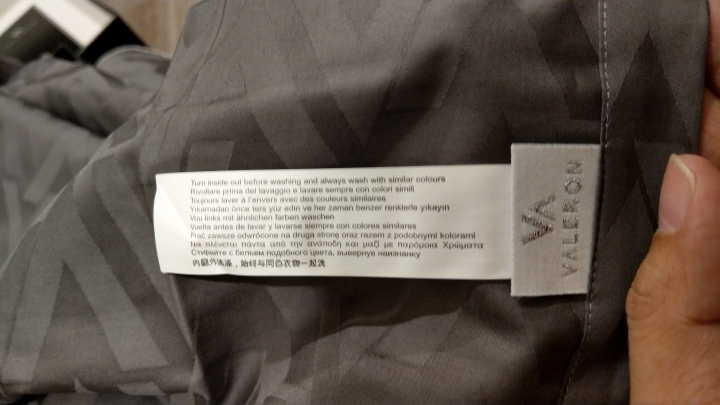 Turn inside out before washing and always wash with similar colours
Rivoltare prima del lavaggio e lavare sempre con colori simili
Toujours laver à l'envers avec des couleurs similaires
Yıkamadan önce ters yüz edin ve her zaman benzer renklerle yıkayın
Vou links mit ähnlichen farben waschen
Vuelta antes de lavar y lavarse siempre con colores similares
Prać zawsze odwrócone na drugą stronę oraz razem z podobnymi kolorami
Να πλένεται πάντα από την ανάποδη και μαζί με παρόμοια Χρώματα
Стирайте с бельем подобного цвета, вывернув наизнанку
内翻外洗涤，始终与同色衣物一起洗
VALERON